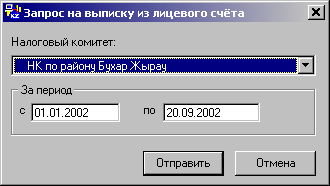 Запрос на выписку из лицевого счёта
Налоговый комитет:
НК по району Бухар Жырау
За период
с 01.01.2002 по 20.09.2002
Отправить Отмена